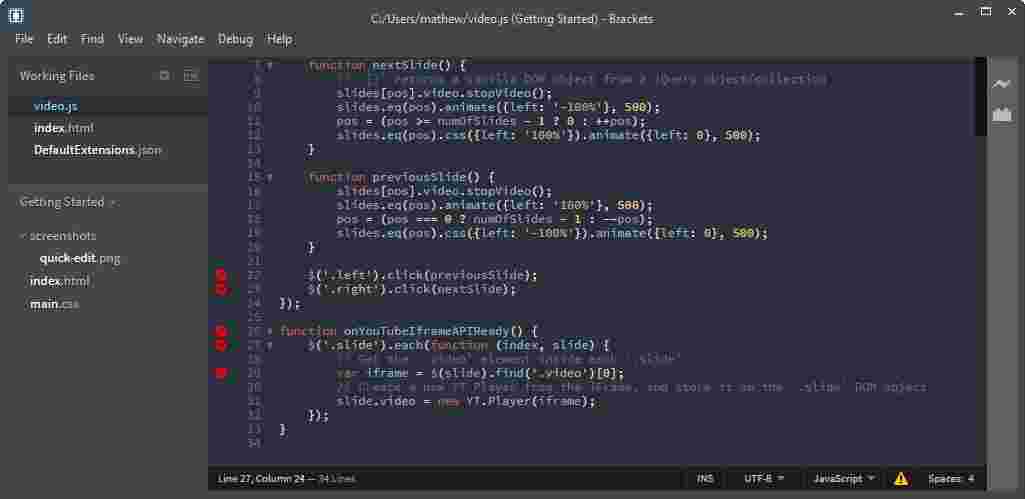 C:/Users/mathew/video.js (Getting Started) - Brackets
File Edit Find View Navigate Debug Help
Working Files
video.js
index.html
DefaultExtensions.json
Getting Started
screenshots
quick-edit.png
index.html
main.css
7 function nextSlide() {
8 // `[]` returns a vanilla DOM object from a jQuery object/collection
9 slides[pos].video.stopVideo();
10 slides.eq(pos).animate({left: '-100%'}, 500);
11 pos = (pos >= numOfSlides - 1 ? 0 : ++pos);
12 slides.eq(pos).css({left: '100%'}).animate({left: 0}, 500);
13 }
14
15 function previousSlide() {
16 slides[pos].video.stopVideo();
17 slides.eq(pos).animate({left: '100%'}, 500);
18 pos = (pos === 0 ? numOfSlides - 1 : --pos);
19 slides.eq(pos).css({left: '-100%'}).animate({left: 0}, 500);
20 }
21
22 $('.left').click(previousSlide);
23 $('.right').click(nextSlide);
24 });
25
26 function onYouTubeIframeAPIReady() {
27 $('.slide').each(function (index, slide) {
28 // Get the `.video` element inside each `.slide`
29 var iframe = $(slide).find('.video')[0];
30 // Create a new YT.Player from the iframe, and store it on the `.slide` DOM object
31 slide.video = new YT.Player(iframe);
32 });
33 }
34
Line 27, Column 24 — 34 Lines INS UTF-8 JavaScript Spaces: 4